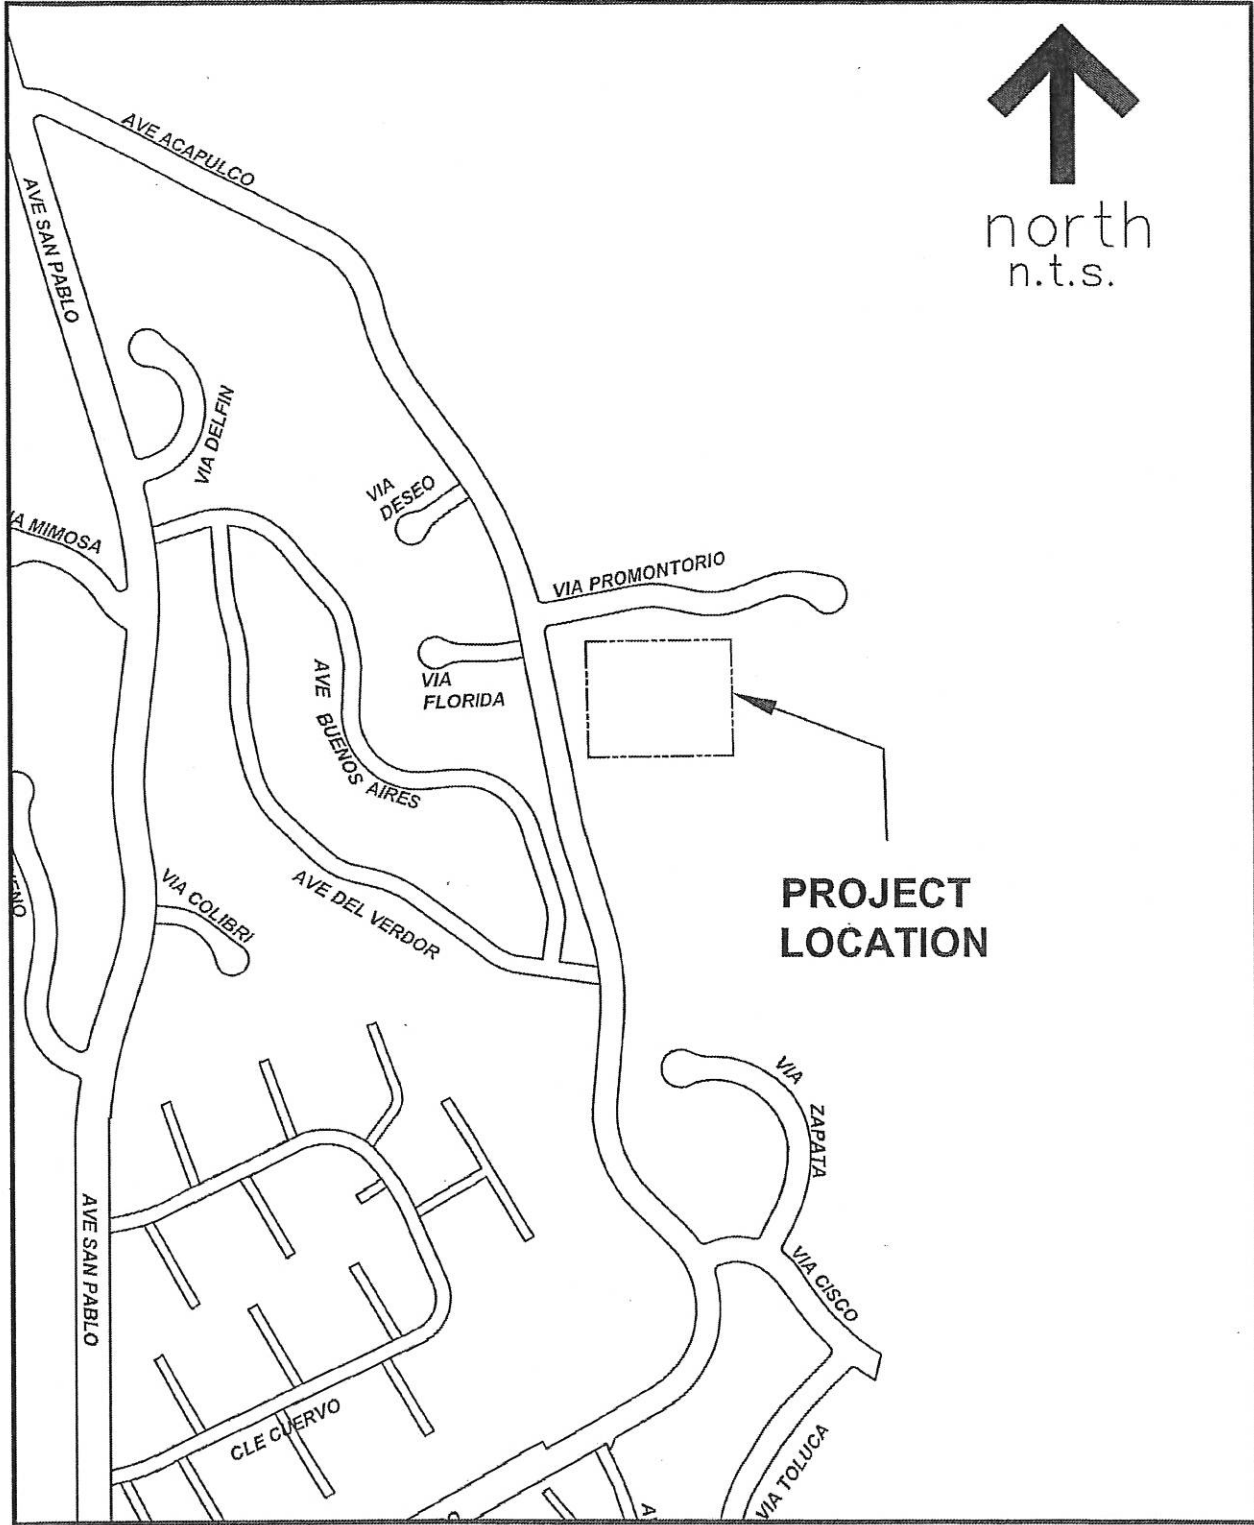 AVE ACAPULCO
north
n.t.s.
AVE SAN PABLO
VIA DELFIN
VIA
DESEO
IA MIMOSA
VIA PROMONTORIO
VIA
FLORIDA
AVE BUENOS AIRES
PROJECT
LOCATION
VIA COLIBRI
AVE DEL VERDOR
VIA ZAPATA
AVE SAN PABLO
VIA CISCO
CLE CUERVO
VIA TOLUCA